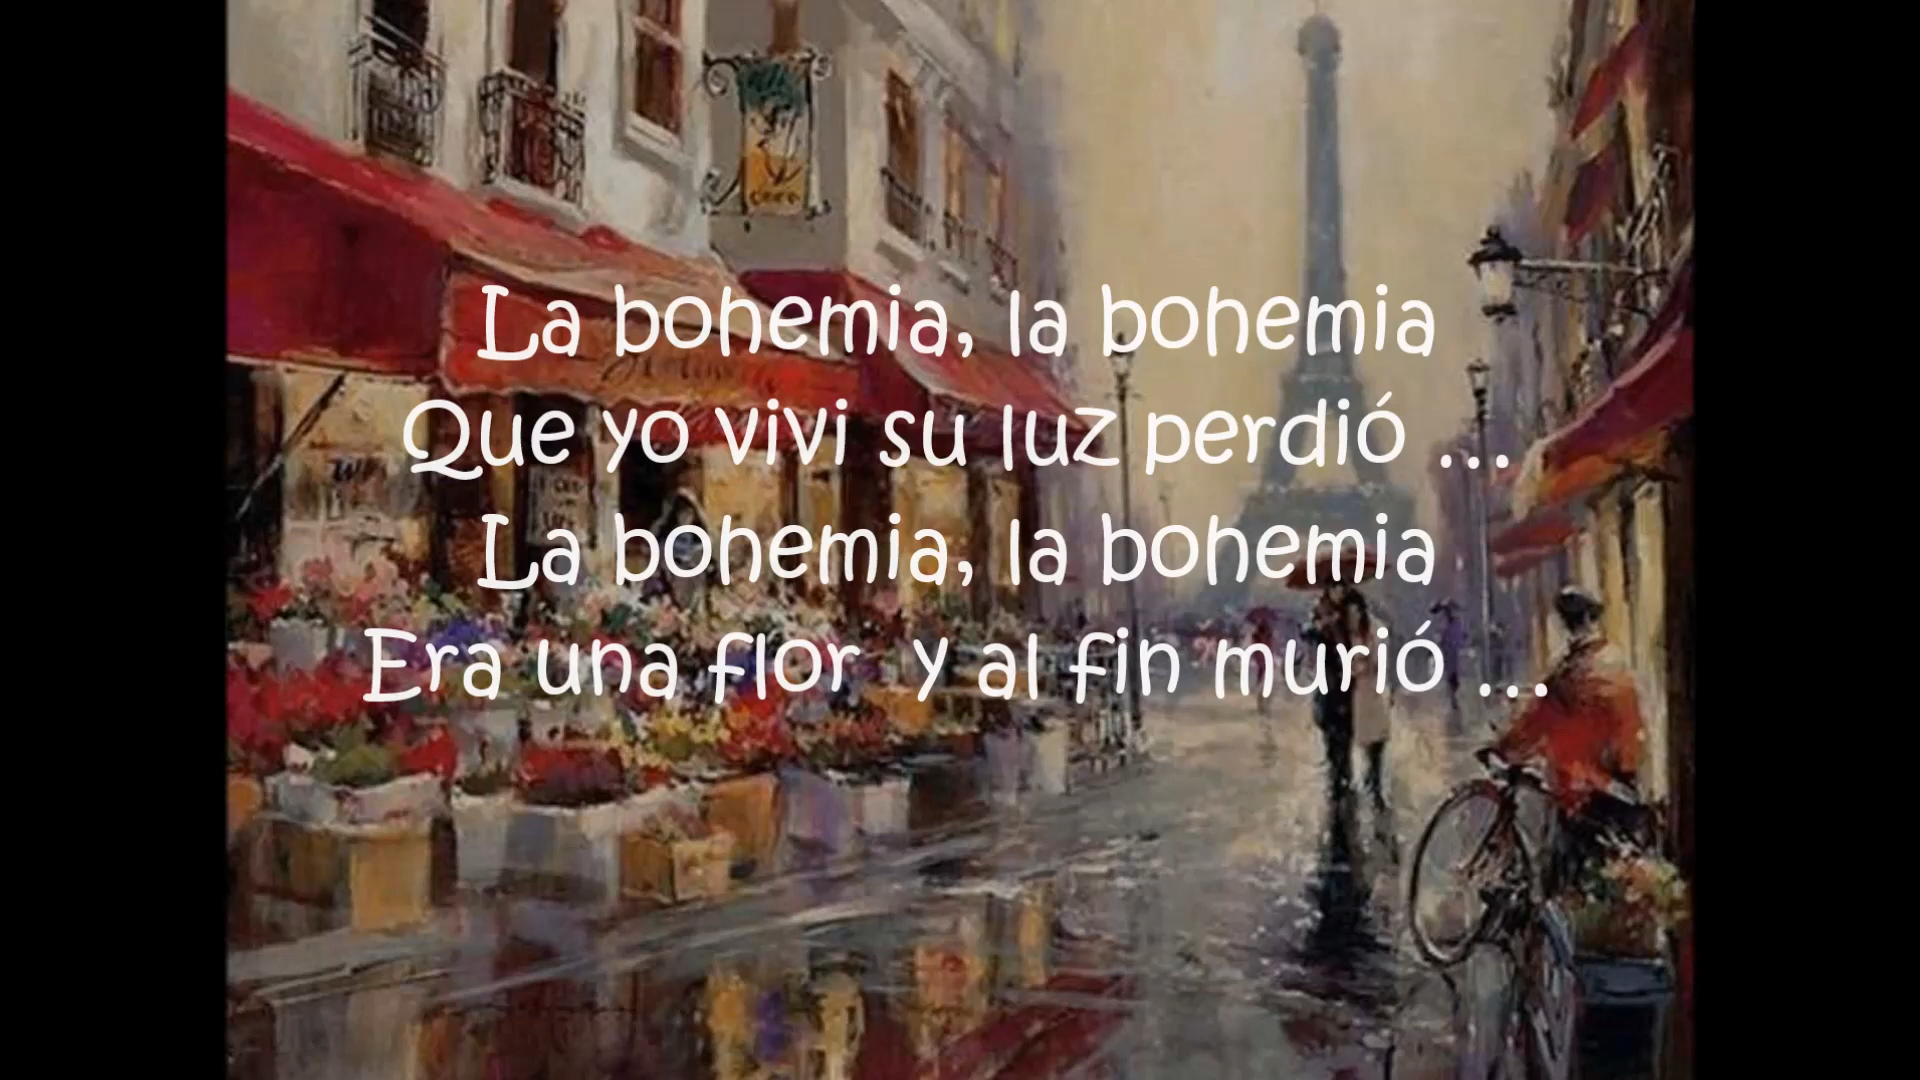 La bohemia, la bohemia
Que yo vivi su luz perdió ...
La bohemia, la bohemia
Era una flor y al fin murió ...